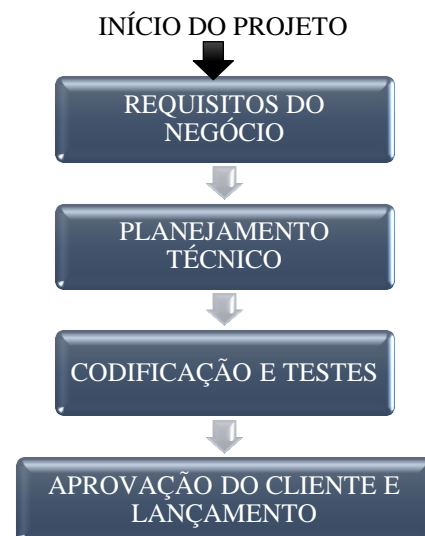 INÍCIO DO PROJETO
REQUISITOS DO
NEGÓCIO
PLANEJAMENTO
TÉCNICO
CODIFICAÇÃO E TESTES
APROVAÇÃO DO CLIENTE E
LANÇAMENTO